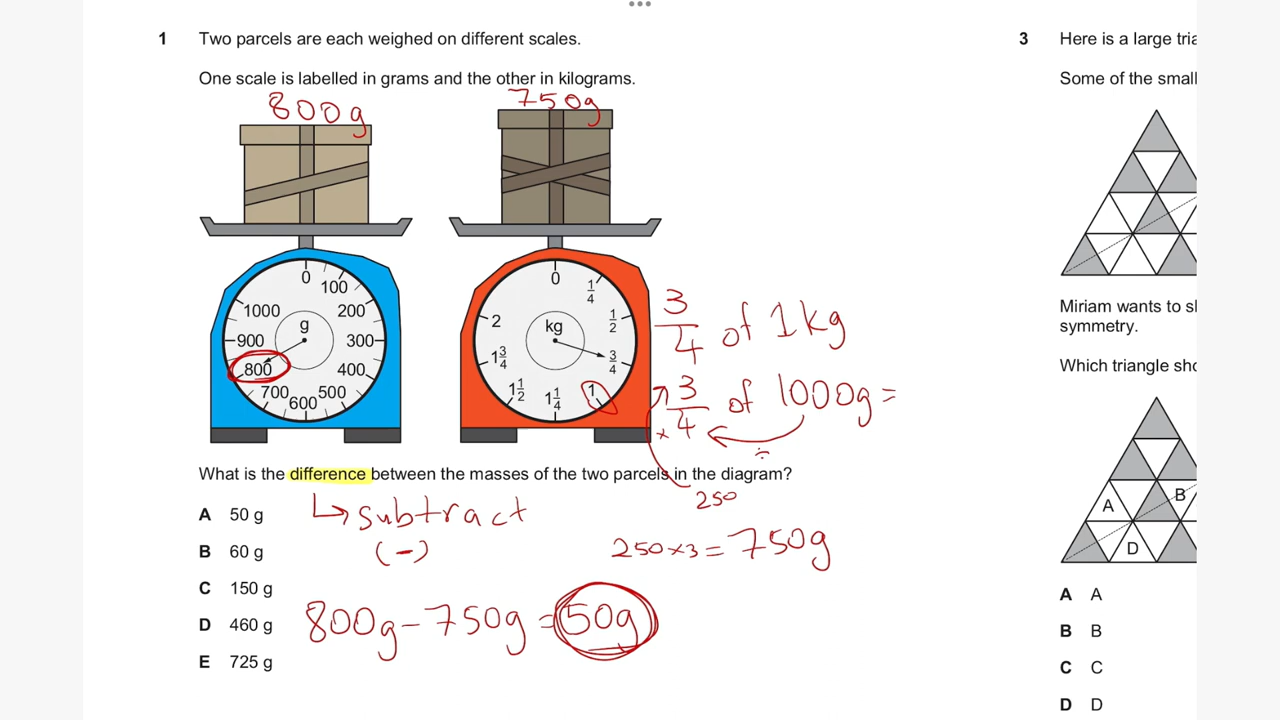 1 Two parcels are each weighed on different scales.
One scale is labelled in grams and the other in kilograms.
800g
750g
0
100
200
300
400
500
600
700
800
900
1000
g
0
1/4
1/2
3/4
1
1 1/4
1 1/2
1 3/4
2
kg
3/4 of 1kg
3/4 of 1000g =
×
÷
250
250 × 3 = 750g
What is the difference between the masses of the two parcels in the diagram?
↳ subtract
(-)
A 50 g
B 60 g
C 150 g
D 460 g
E 725 g
800g - 750g = 50g
3 Here is a large tria
Some of the small
Miriam wants to sh
symmetry.
Which triangle sho
A
B
D
A A
B B
C C
D D